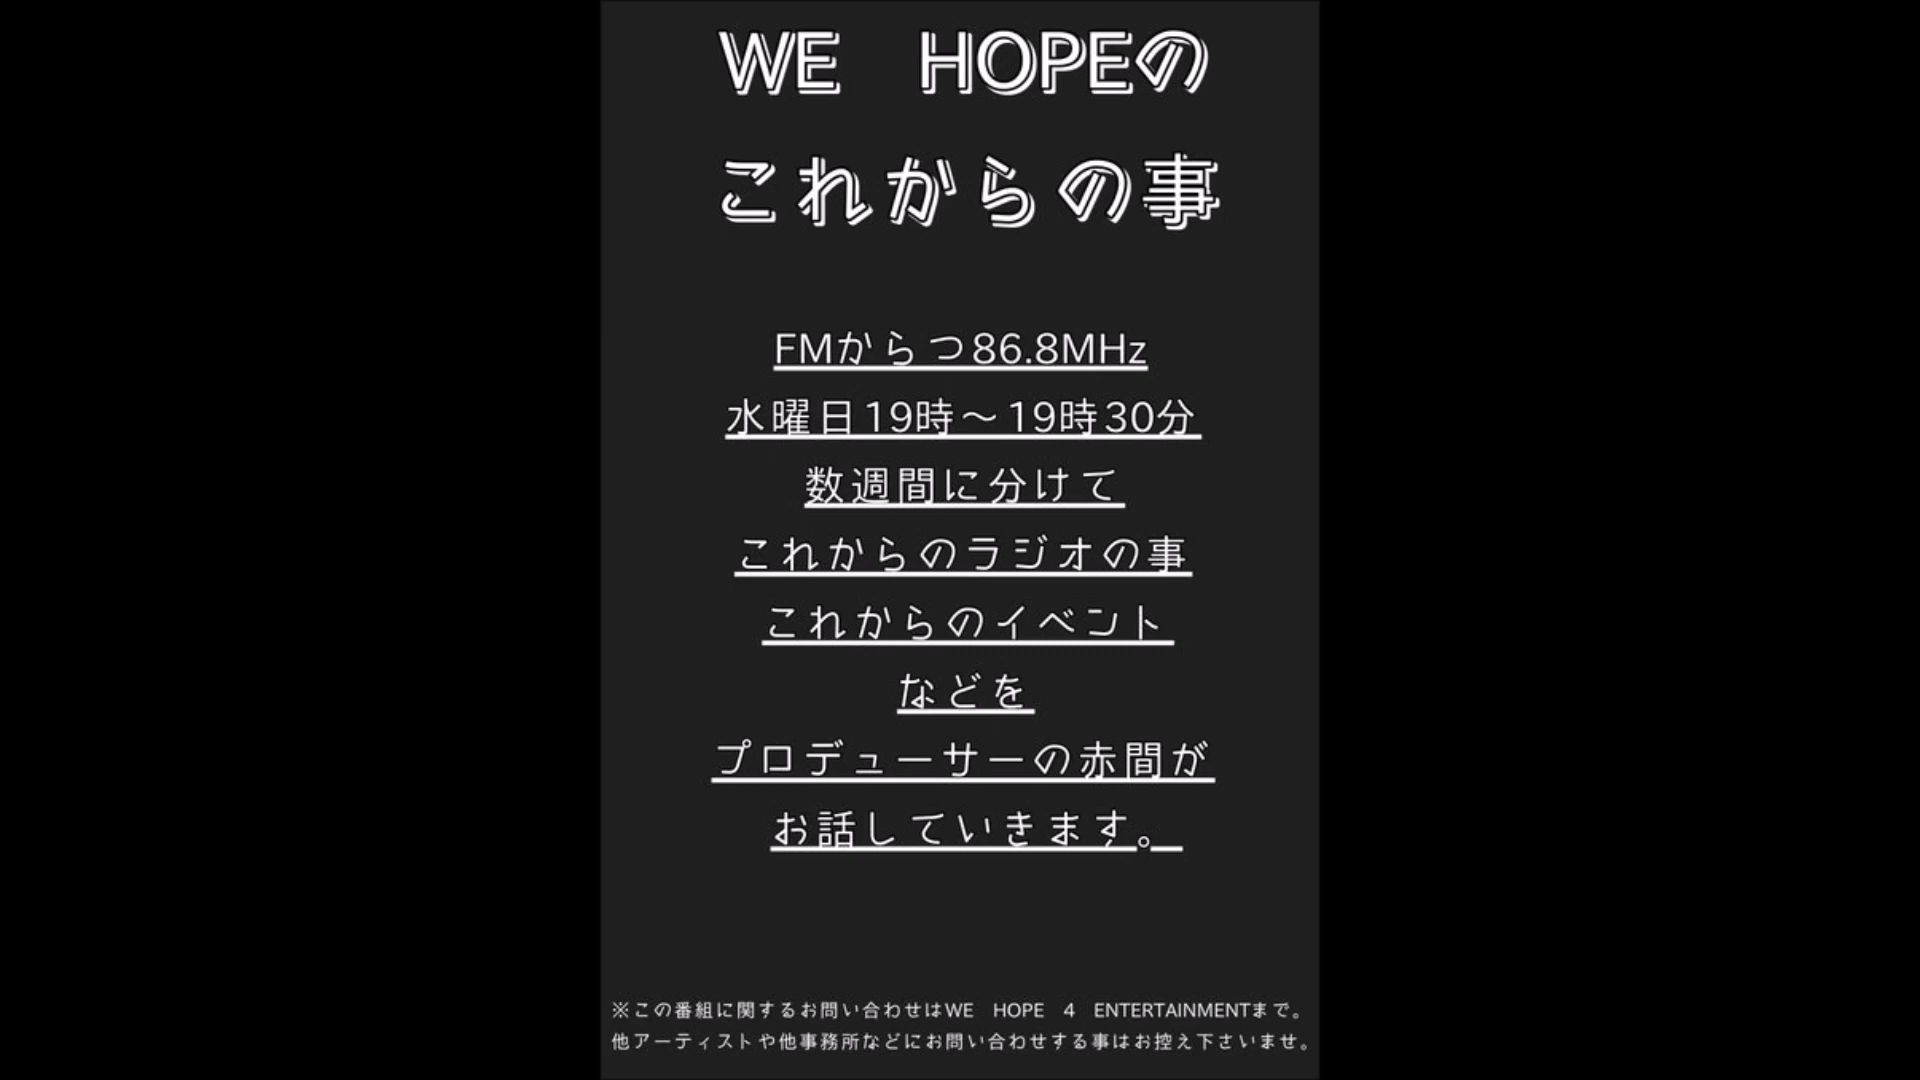 WE　HOPEの
これからの事
FMからつ86.8MHz
水曜日19時～19時30分
数週間に分けて
これからのラジオの事
これからのイベント
などを
プロデューサーの赤間が
お話していきます。
※この番組に関するお問い合わせはWE　HOPE　4　ENTERTAINMENTまで。
他アーティストや他事務所などにお問い合わせする事はお控え下さいませ。